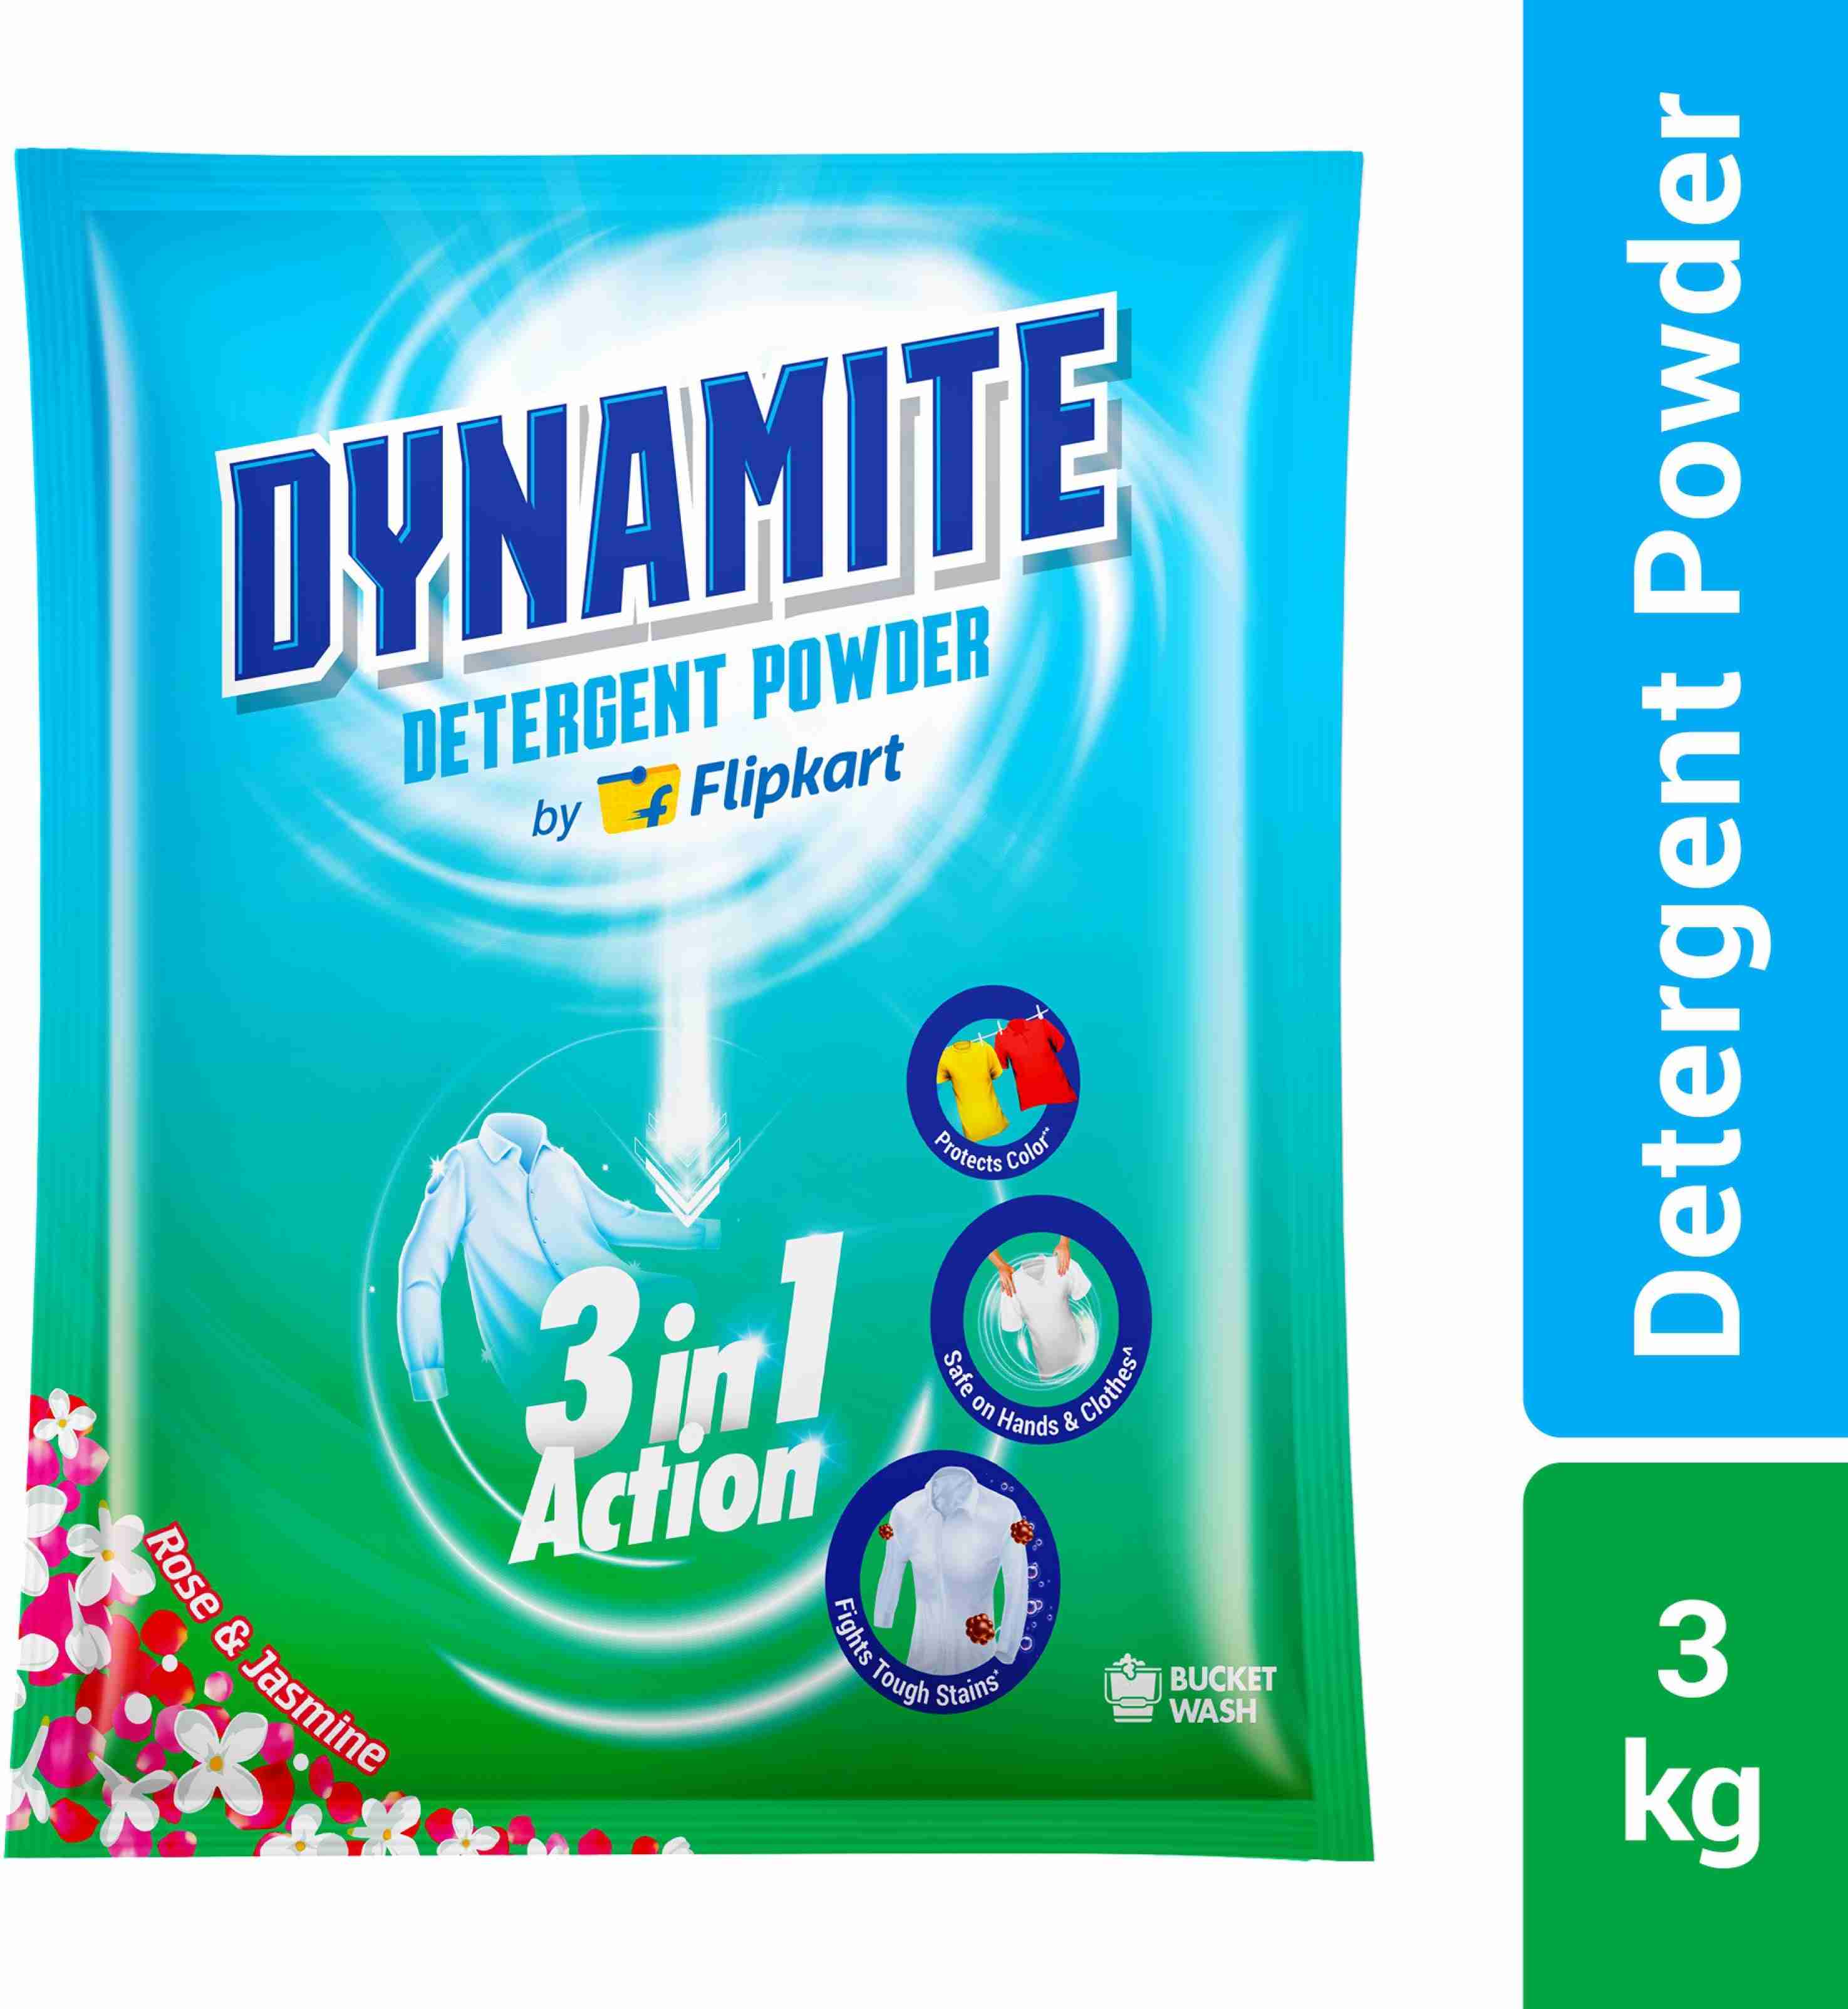 DYNAMITE
DETERGENT POWDER
by f Flipkart
Protects Color**
Safe on Hands & Clothes^
3 in 1
Action
Fights Tough Stains*
Rose & Jasmine
BUCKET
WASH
Detergent Powder
3
kg